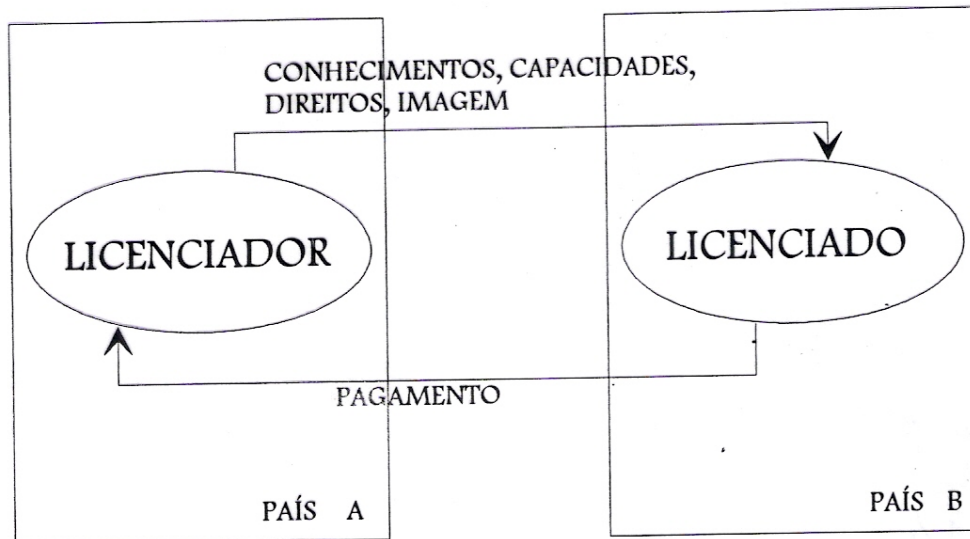 CONHECIMENTOS, CAPACIDADES,
DIREITOS, IMAGEM
LICENCIADOR
LICENCIADO
PAGAMENTO
PAÍS A
PAÍS B